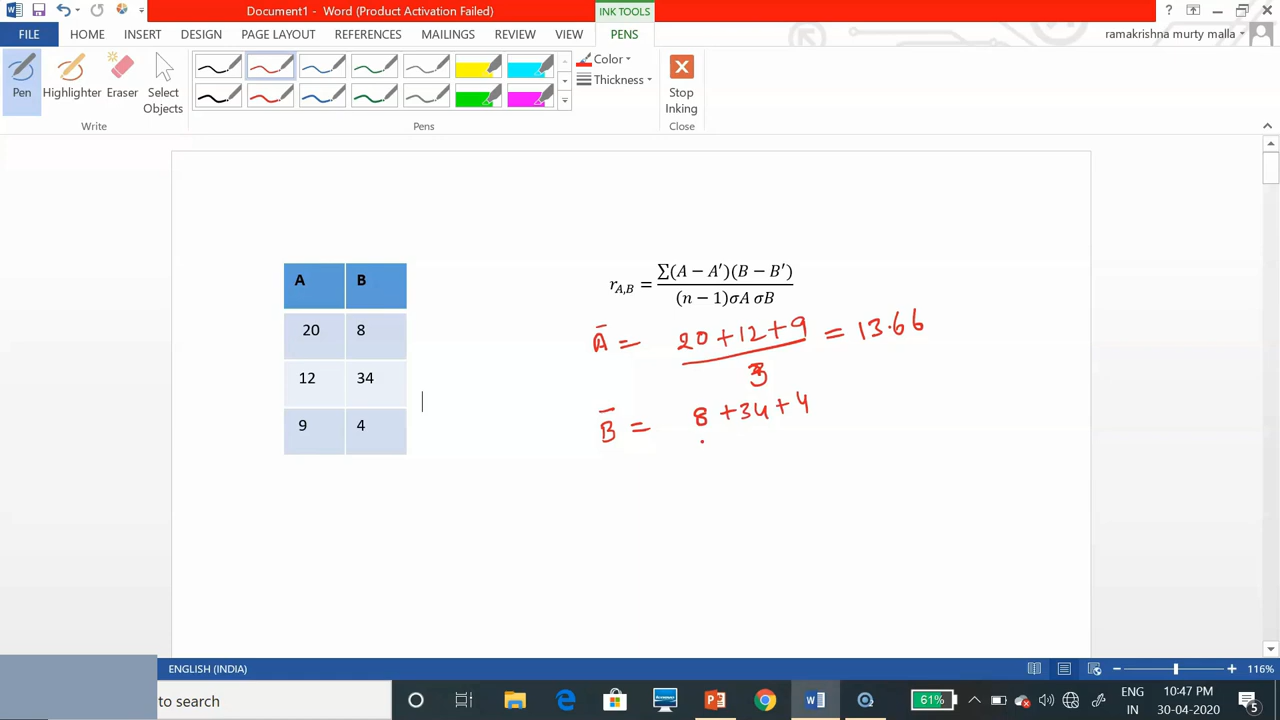 Document1 - Word (Product Activation Failed)
INK TOOLS
?
FILE HOME INSERT DESIGN PAGE LAYOUT REFERENCES MAILINGS REVIEW VIEW PENS
ramakrishna murty malla
Pen Highlighter Eraser Select Objects
Color
Thickness
Stop Inking
Write Pens Close
A B
20 8
12 34
9 4
r_{A,B} = ∑(A − A′)(B − B′) / (n − 1)σA σB
Ā = 20+12+9 / 3 = 13.66
B̄ = 8+34+4
ENGLISH (INDIA)
116%
to search
61%
ENG IN
10:47 PM
30-04-2020
5